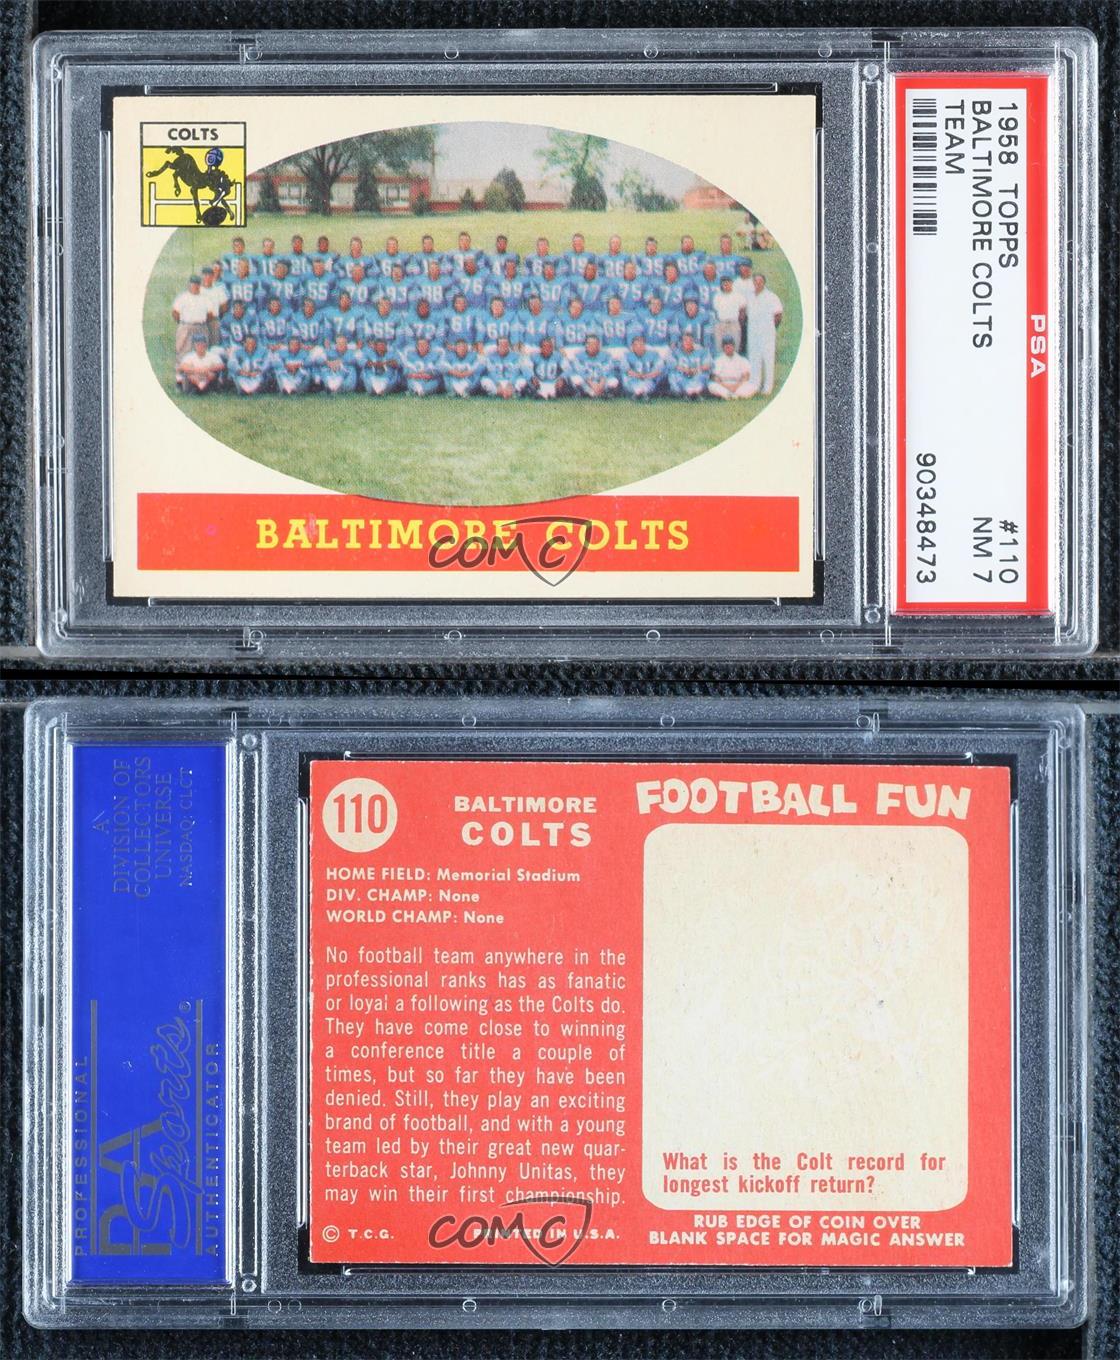 COLTS
BALTIMORE COLTS
COMC
1958 TOPPS
BALTIMORE COLTS
TEAM
#110
NM 7
90348473
PSA
A
DIVISION OF
COLLECTORS
UNIVERSE
NASDAQ: CLCT
PROFESSIONAL
PSA
Sports®
AUTHENTICATOR
110
BALTIMORE
COLTS
HOME FIELD: Memorial Stadium
DIV. CHAMP: None
WORLD CHAMP: None
No football team anywhere in the
professional ranks has as fanatic
or loyal a following as the Colts do.
They have come close to winning
a conference title a couple of
times, but so far they have been
denied. Still, they play an exciting
brand of football, and with a young
team led by their great new quar-
terback star, Johnny Unitas, they
may win their first championship.
© T.C.G.
PRINTED IN U.S.A.
COMC
FOOTBALL FUN
What is the Colt record for
longest kickoff return?
RUB EDGE OF COIN OVER
BLANK SPACE FOR MAGIC ANSWER